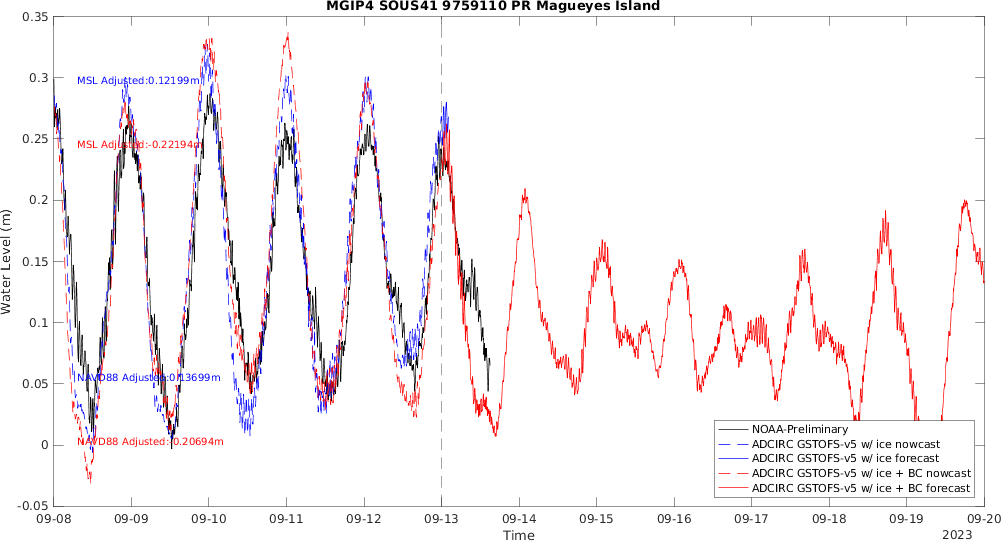 MGIP4 SOUS41 9759110 PR Magueyes Island
0.35
0.3
0.25
0.2
0.15
0.1
0.05
0
-0.05
Water Level (m)
MSL Adjusted:0.12199m
MSL Adjusted:-0.22194m
NAVD88 Adjusted:0.13699m
NAVD88 Adjusted:-0.20694m
NOAA-Preliminary
ADCIRC GSTOFS-v5 w/ ice nowcast
ADCIRC GSTOFS-v5 w/ ice forecast
ADCIRC GSTOFS-v5 w/ ice + BC nowcast
ADCIRC GSTOFS-v5 w/ ice + BC forecast
09-08 09-09 09-10 09-11 09-12 09-13 09-14 09-15 09-16 09-17 09-18 09-19 09-20
Time
2023